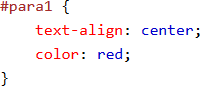 #para1 {
    text-align: center;
    color: red;
}